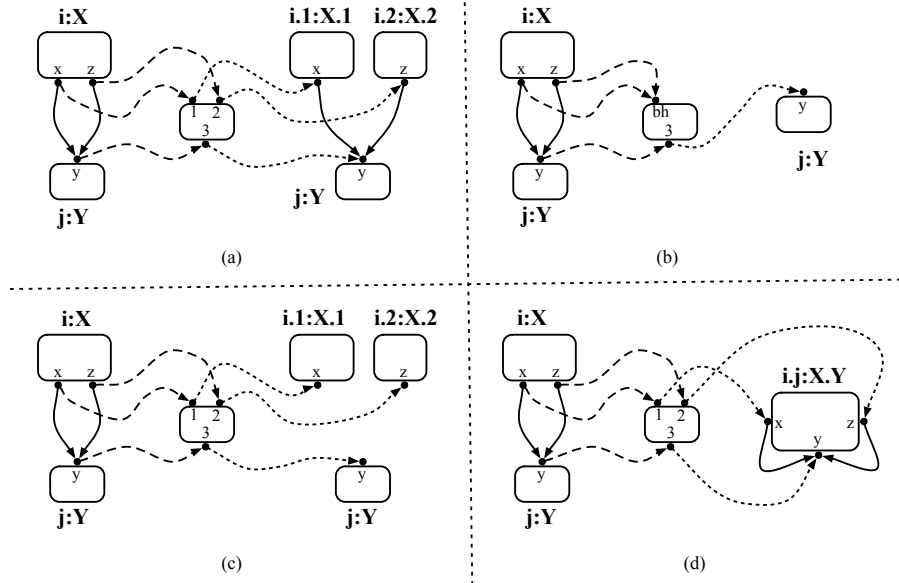 i:X i.1:X.1 i.2:X.2
x z x z
1 2
3
y y
j:Y j:Y
(a)
i:X
x z
bh y
3
y j:Y
j:Y
(b)
i:X i.1:X.1 i.2:X.2
x z x z
1 2
3
y y
j:Y j:Y
(c)
i:X
i.j:X.Y
x z
1 2 x z
3 y
y
j:Y
(d)